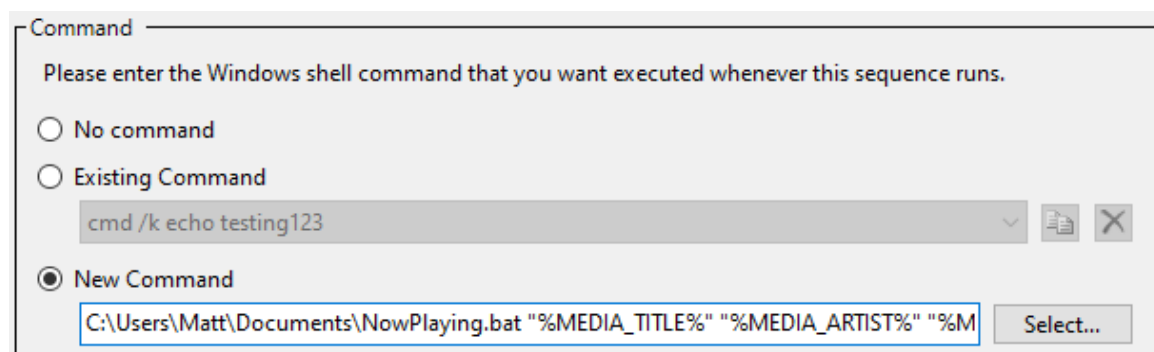 Command
Please enter the Windows shell command that you want executed whenever this sequence runs.
No command
Existing Command
cmd /k echo testing123
New Command
C:\Users\Matt\Documents\NowPlaying.bat "%MEDIA_TITLE%" "%MEDIA_ARTIST%" "%M
Select...